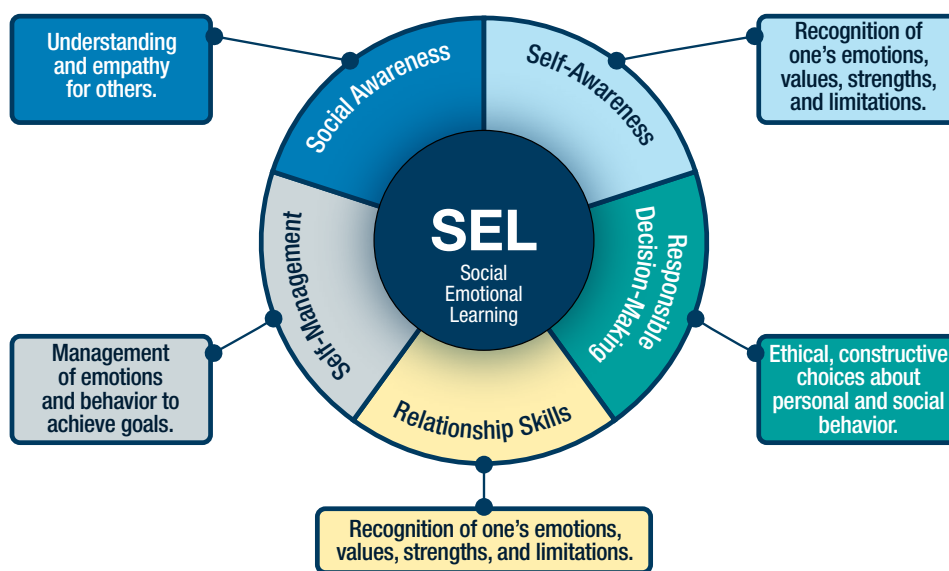 Understanding
and empathy
for others.
Social Awareness
Self-Awareness
Recognition of
one’s emotions,
values, strengths,
and limitations.
SEL
Social
Emotional
Learning
Self-Management
Responsible
Decision-Making
Management
of emotions
and behavior to
achieve goals.
Relationship Skills
Ethical, constructive
choices about
personal and social
behavior.
Recognition of one’s emotions,
values, strengths, and limitations.